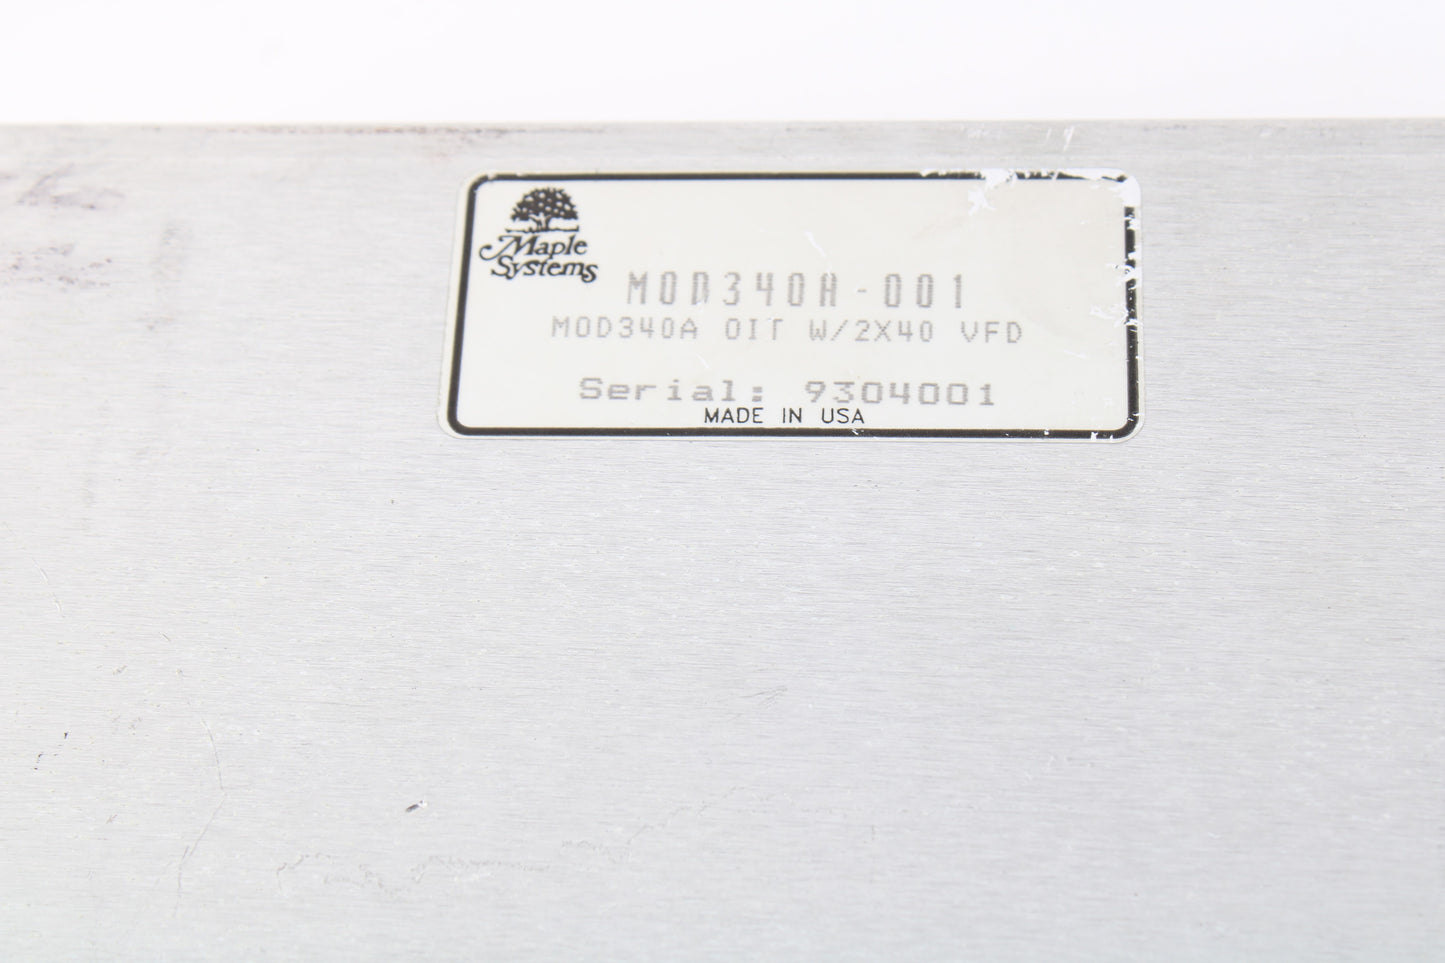 Maple
Systems
MOD340A-001
MOD340A OIT W/2X40 VFD
Serial: 9304001
MADE IN USA